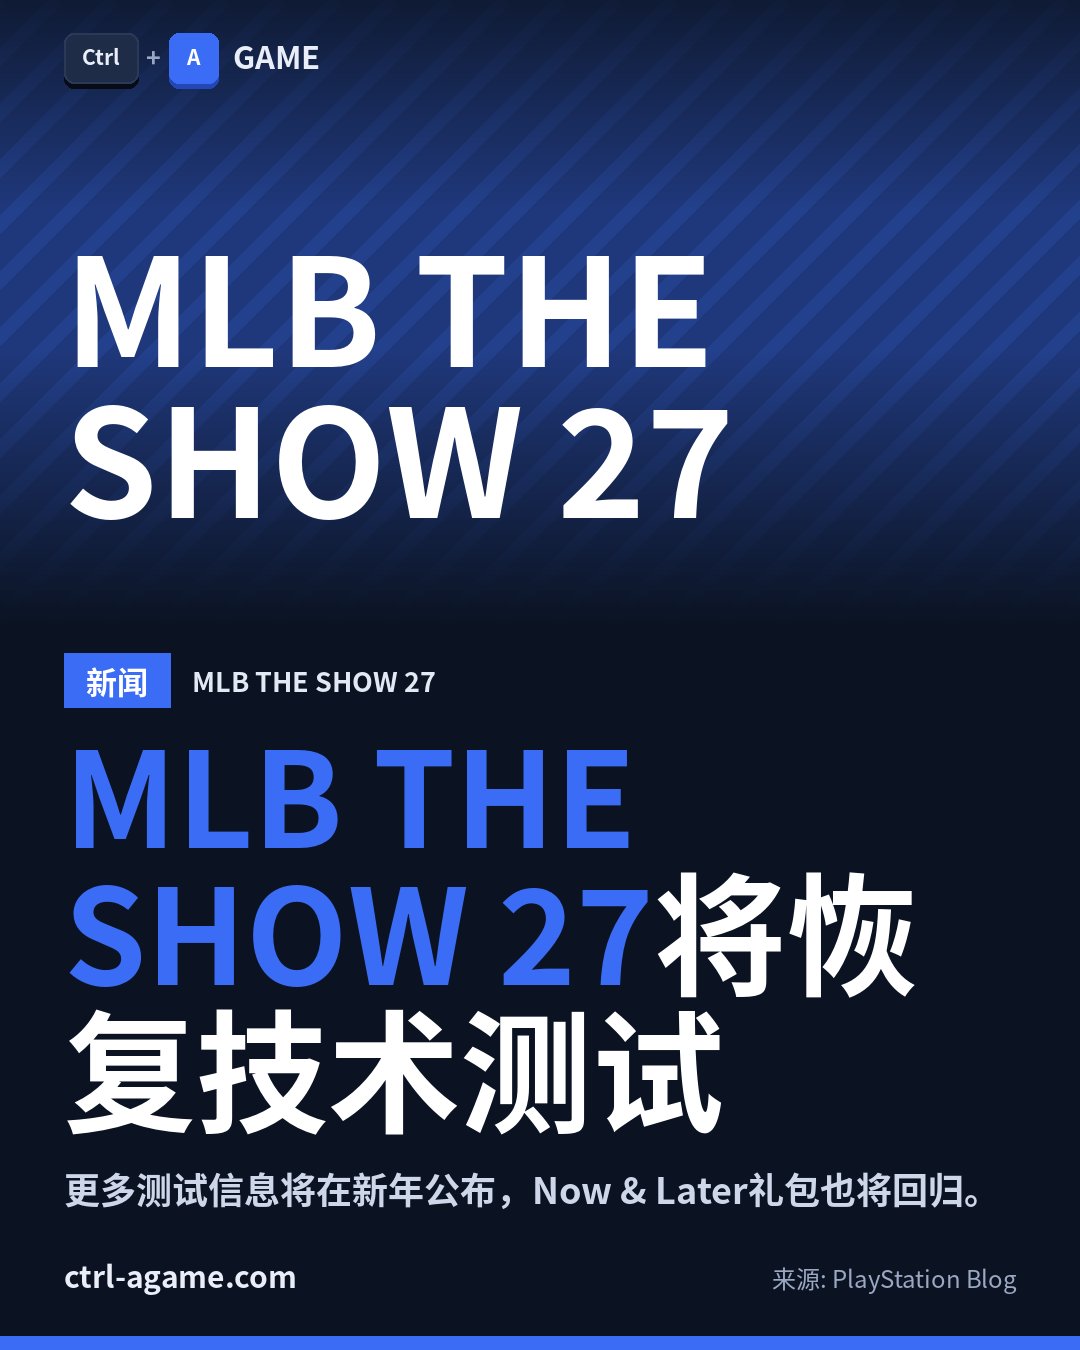 Ctrl + A GAME
MLB THE
SHOW 27
新闻 MLB THE SHOW 27
MLB THE
SHOW 27将恢
复技术测试
更多测试信息将在新年公布，Now & Later礼包也将回归。
ctrl-agame.com 来源: PlayStation Blog